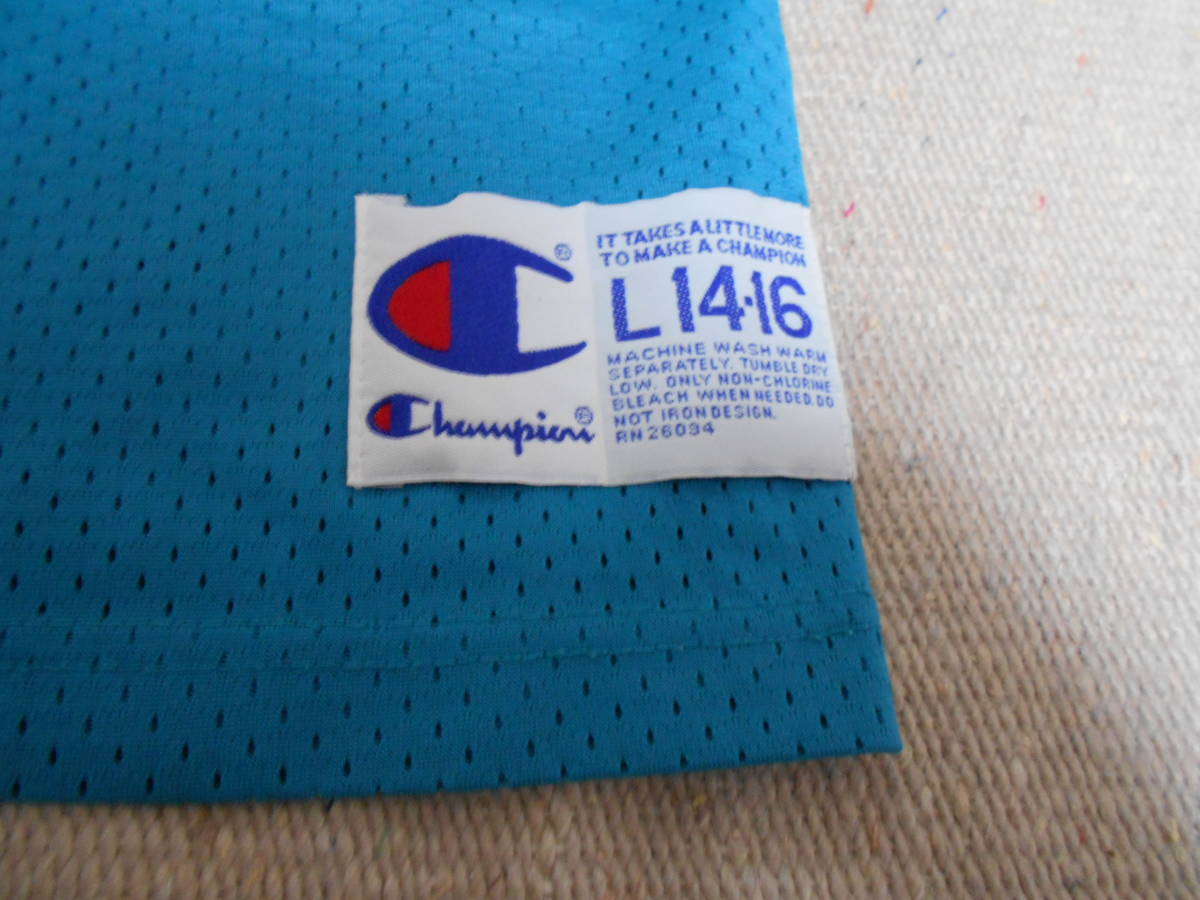 Champion®
IT TAKES A LITTLE MORE
TO MAKE A CHAMPION
L 14-16
MACHINE WASH WARM
SEPARATELY. TUMBLE DRY
LOW. ONLY NON-CHLORINE
BLEACH WHEN NEEDED. DO
NOT IRON DESIGN.
RN 26094